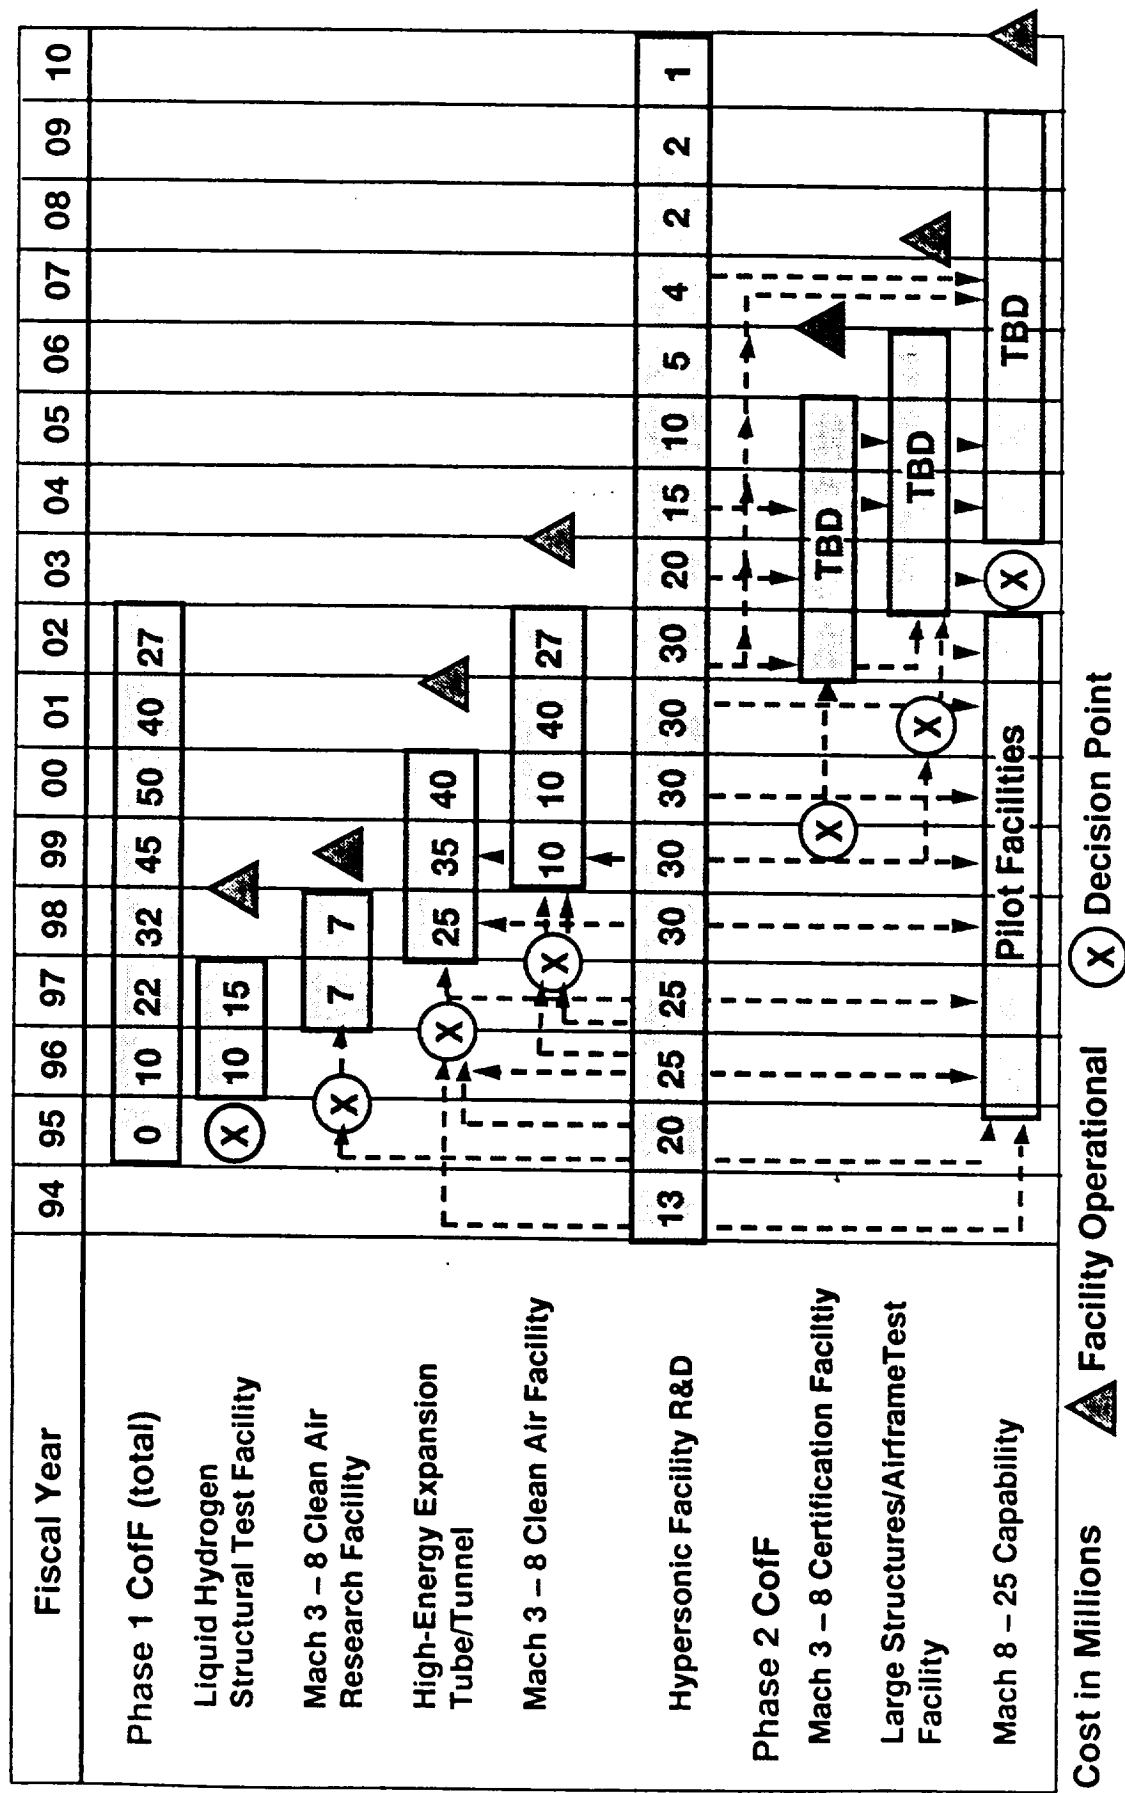 Fiscal Year 94 95 96 97 98 99 00 01 02 03 04 05 06 07 08 09 10
Phase 1 CofF (total) 0 10 22 32 45 50 40 27
Liquid Hydrogen
Structural Test Facility X 10 15
Mach 3 – 8 Clean Air
Research Facility X 7 7
High-Energy Expansion
Tube/Tunnel X 25 35 40
Mach 3 – 8 Clean Air Facility X 10 10 40 27
Hypersonic Facility R&D 13 20 25 25 30 30 30 30 30 20 15 10 5 4 2 2 1
Phase 2 CofF
Mach 3 – 8 Certification Faciltiy X TBD
Large Structures/AirframeTest
Facility X TBD
Mach 8 – 25 Capability Pilot Facilities X TBD
Cost in Millions Facility Operational X Decision Point